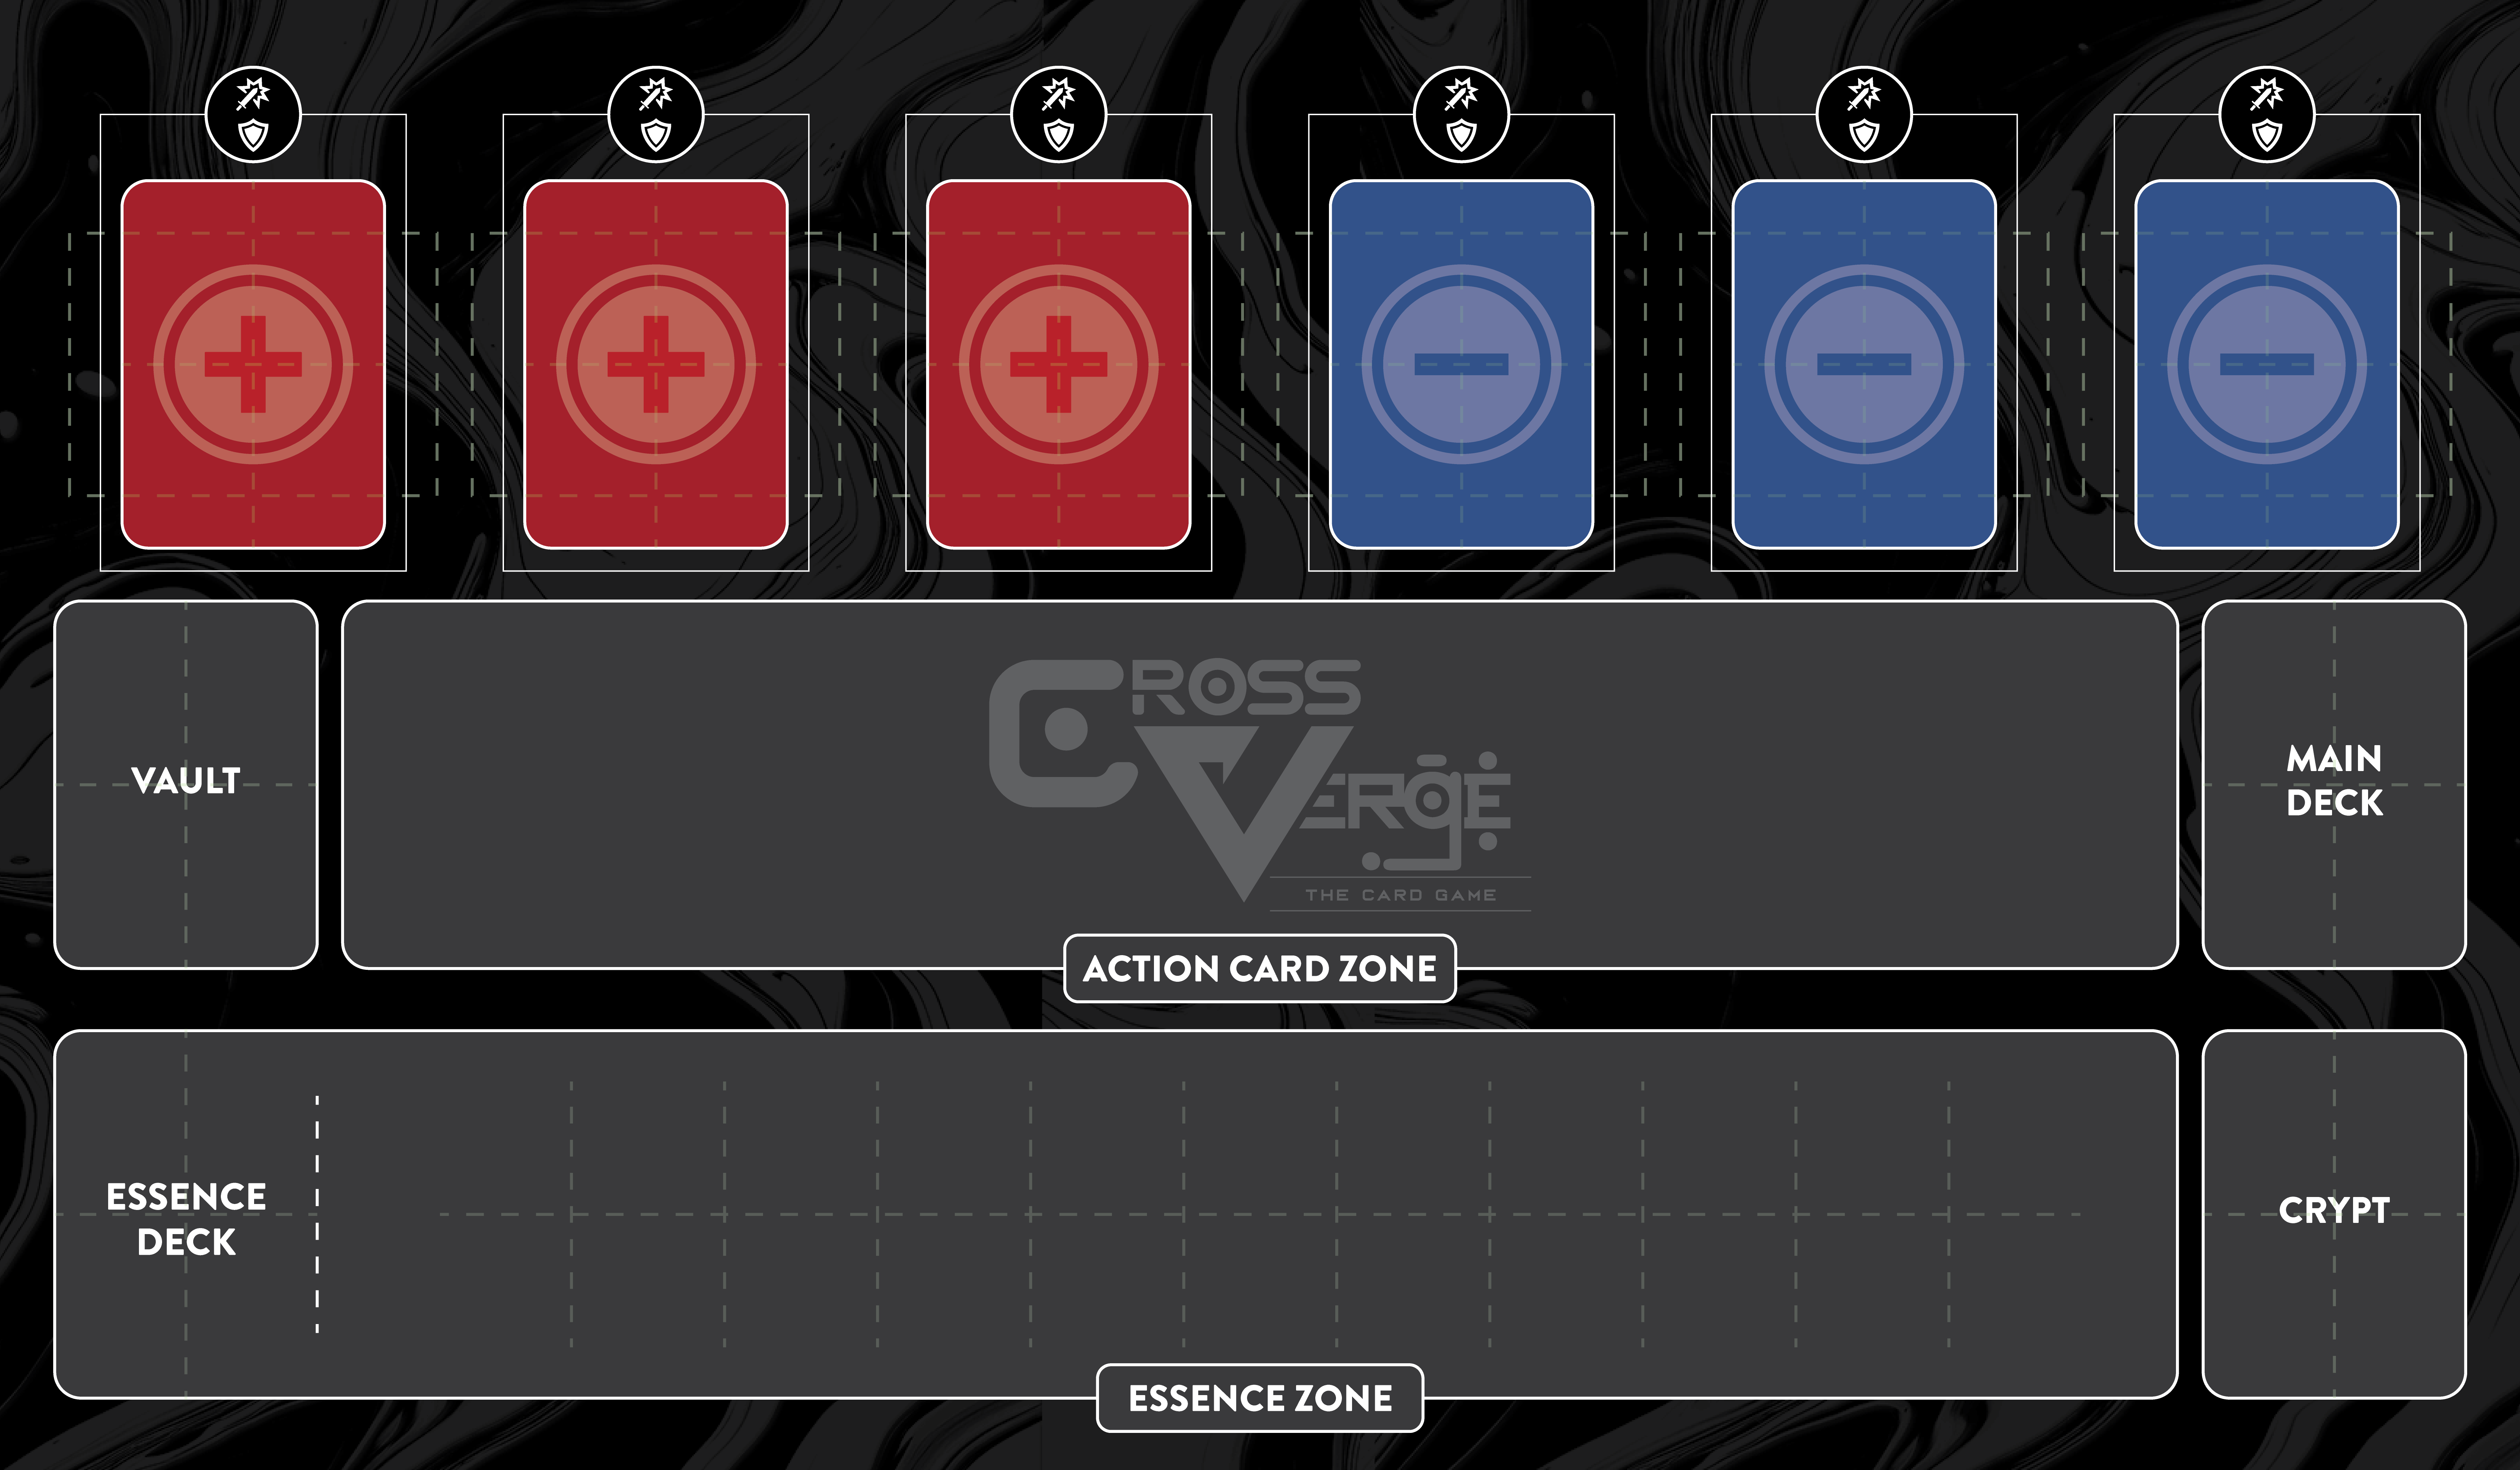 CROSS
VERgE
THE CARD GAME
VAULT
MAIN
DECK
ACTION CARD ZONE
ESSENCE
DECK
CRYPT
ESSENCE ZONE